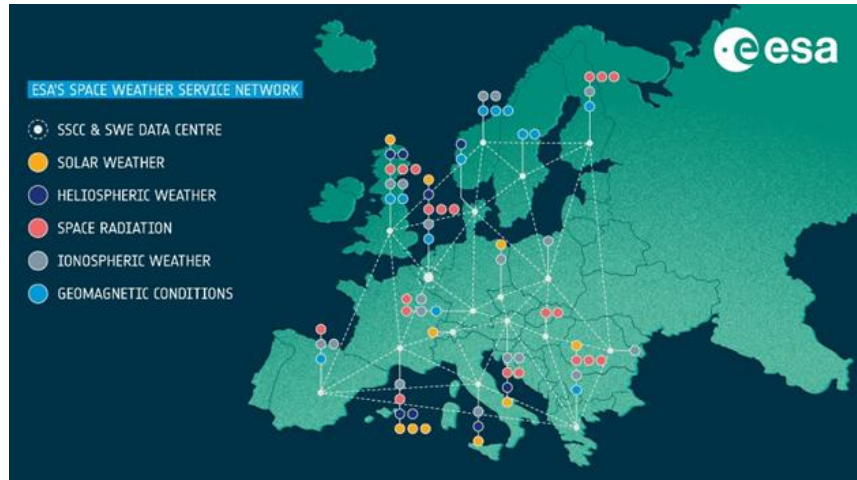 esa
ESA'S SPACE WEATHER SERVICE NETWORK
SSCC & SWE DATA CENTRE
SOLAR WEATHER
HELIOSPHERIC WEATHER
SPACE RADIATION
IONOSPHERIC WEATHER
GEOMAGNETIC CONDITIONS